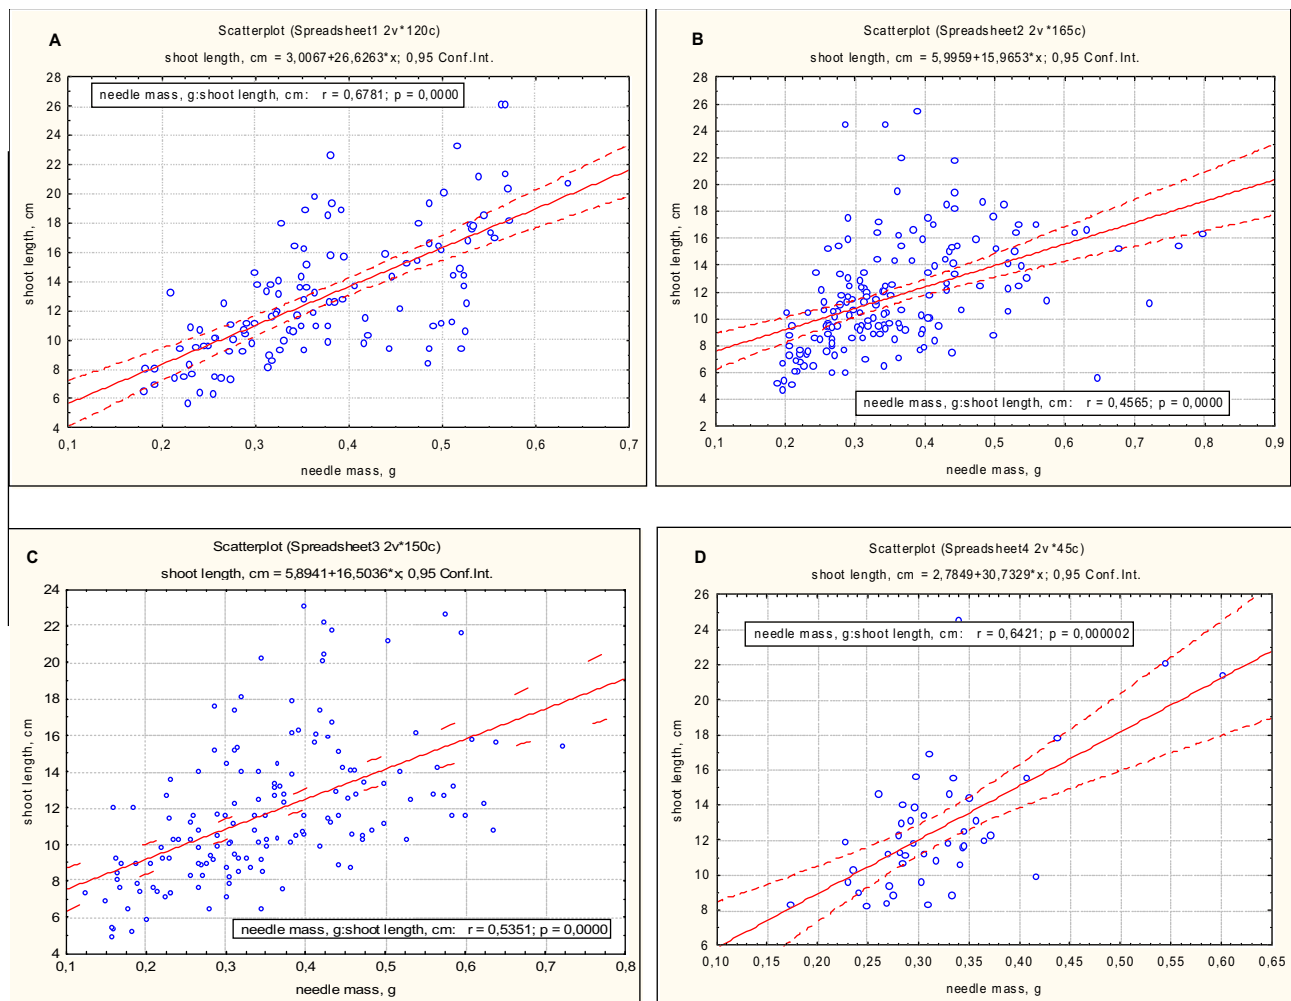 A
Scatterplot (Spreadsheet1 2v*120c)
shoot length, cm = 3,0067+26,6263*x; 0,95 Conf.Int.
needle mass, g:shoot length, cm: r = 0,6781; p = 0,0000
28
26
24
22
20
18
16
14
12
10
8
6
4
shoot length, cm
0,1 0,2 0,3 0,4 0,5 0,6 0,7
needle mass, g
B
Scatterplot (Spreadsheet2 2v*165c)
shoot length, cm = 5,9959+15,9653*x; 0,95 Conf.Int.
28
26
24
22
20
18
16
14
12
10
8
6
4
2
shoot length, cm
needle mass, g:shoot length, cm: r = 0,4565; p = 0,0000
0,1 0,2 0,3 0,4 0,5 0,6 0,7 0,8 0,9
needle mass, g
C
Scatterplot (Spreadsheet3 2v*150c)
shoot length, cm = 5,8941+16,5036*x; 0,95 Conf.Int.
24
22
20
18
16
14
12
10
8
6
4
shoot length, cm
needle mass, g:shoot length, cm: r = 0,5351; p = 0,0000
0,1 0,2 0,3 0,4 0,5 0,6 0,7 0,8
needle mass, g
D
Scatterplot (Spreadsheet4 2v*45c)
shoot length, cm = 2,7849+30,7329*x; 0,95 Conf.Int.
needle mass, g:shoot length, cm: r = 0,6421; p = 0,000002
26
24
22
20
18
16
14
12
10
8
6
shoot length, cm
0,10 0,15 0,20 0,25 0,30 0,35 0,40 0,45 0,50 0,55 0,60 0,65
needle mass, g